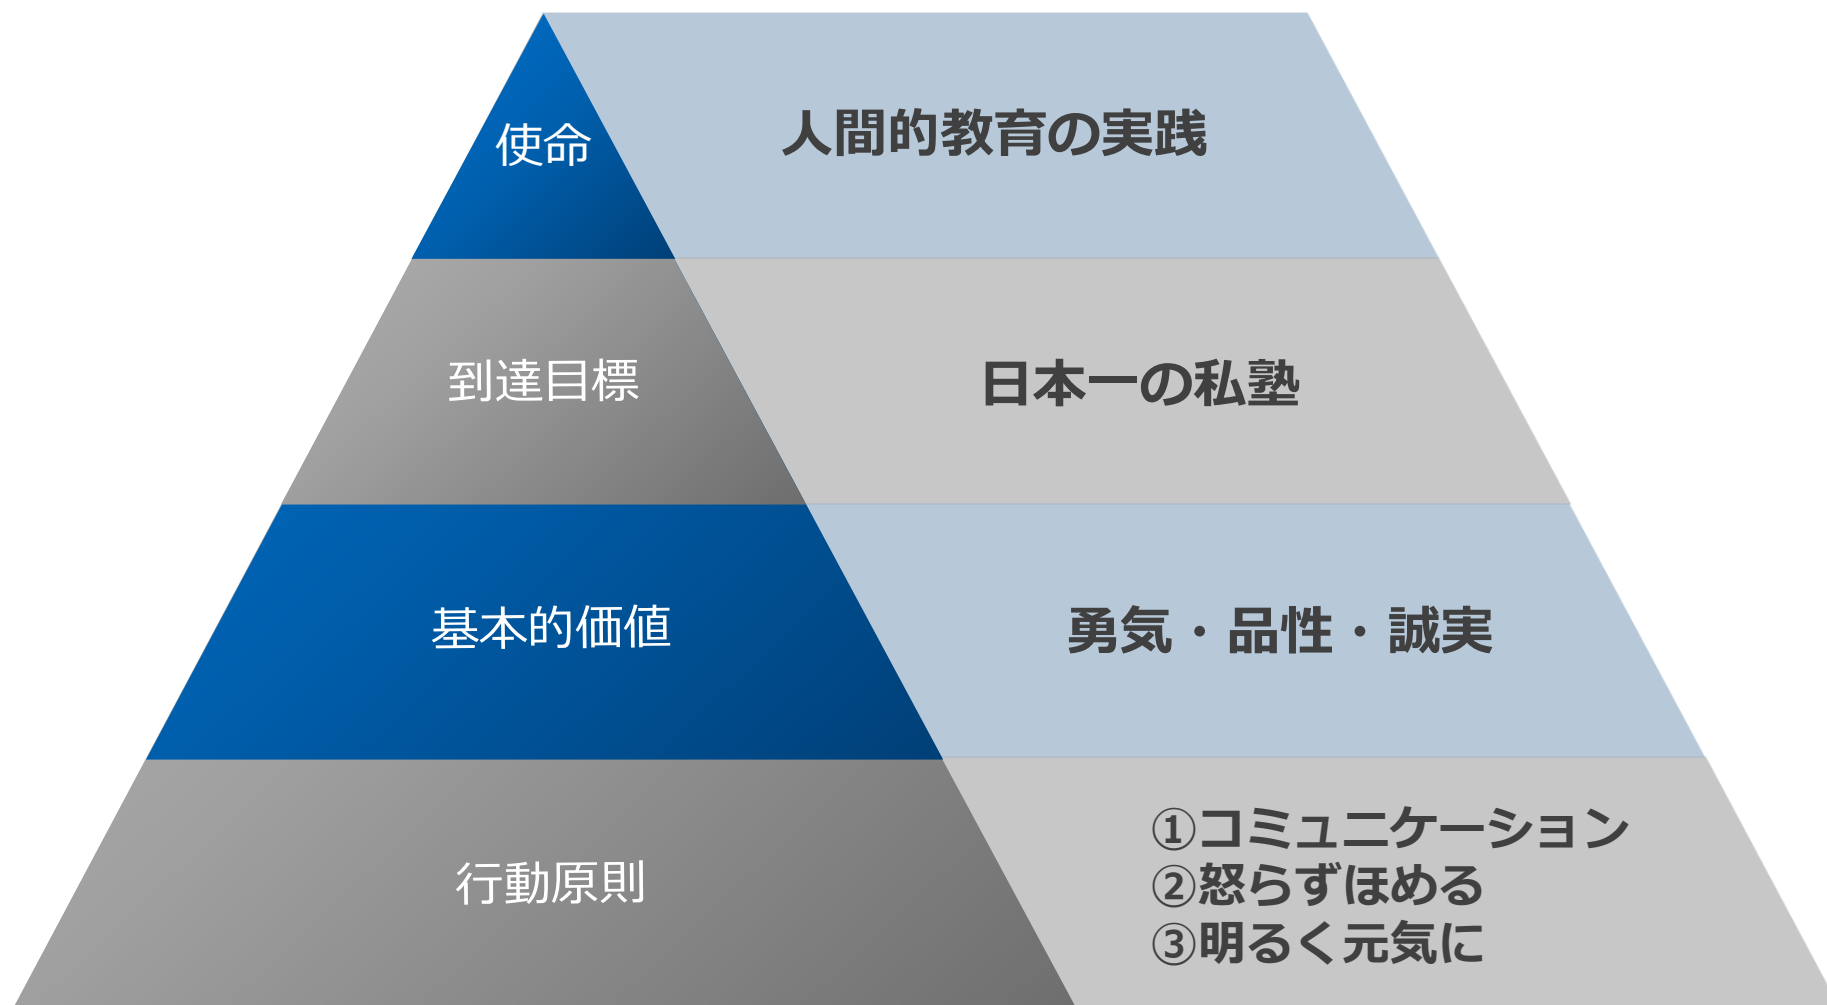 使命
人間的教育の実践
到達目標
日本一の私塾
基本的価値
勇気・品性・誠実
行動原則
①コミュニケーション
②怒らずほめる
③明るく元気に